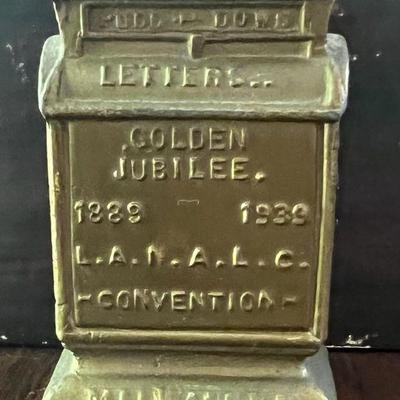 PULL DOWN
LETTERS
GOLDEN
JUBILEE.
1889 - 1939
L.A.N.A.L.C.
-CONVENTION-